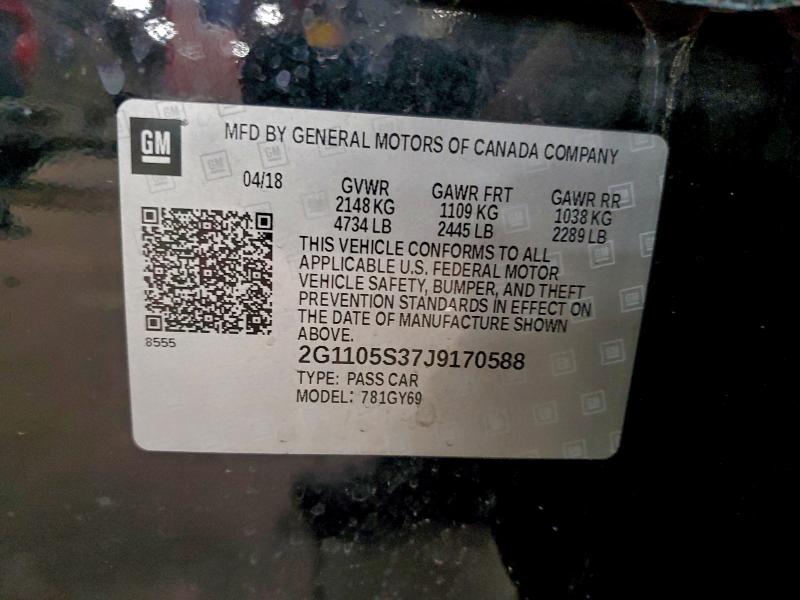 GM
MFD BY GENERAL MOTORS OF CANADA COMPANY
04/18
GVWR
2148 KG
4734 LB
GAWR FRT
1109 KG
2445 LB
GAWR RR
1038 KG
2289 LB
THIS VEHICLE CONFORMS TO ALL
APPLICABLE U.S. FEDERAL MOTOR
VEHICLE SAFETY, BUMPER, AND THEFT
PREVENTION STANDARDS IN EFFECT ON
THE DATE OF MANUFACTURE SHOWN
ABOVE.
8555
2G1105S37J9170588
TYPE: PASS CAR
MODEL: 781GY69